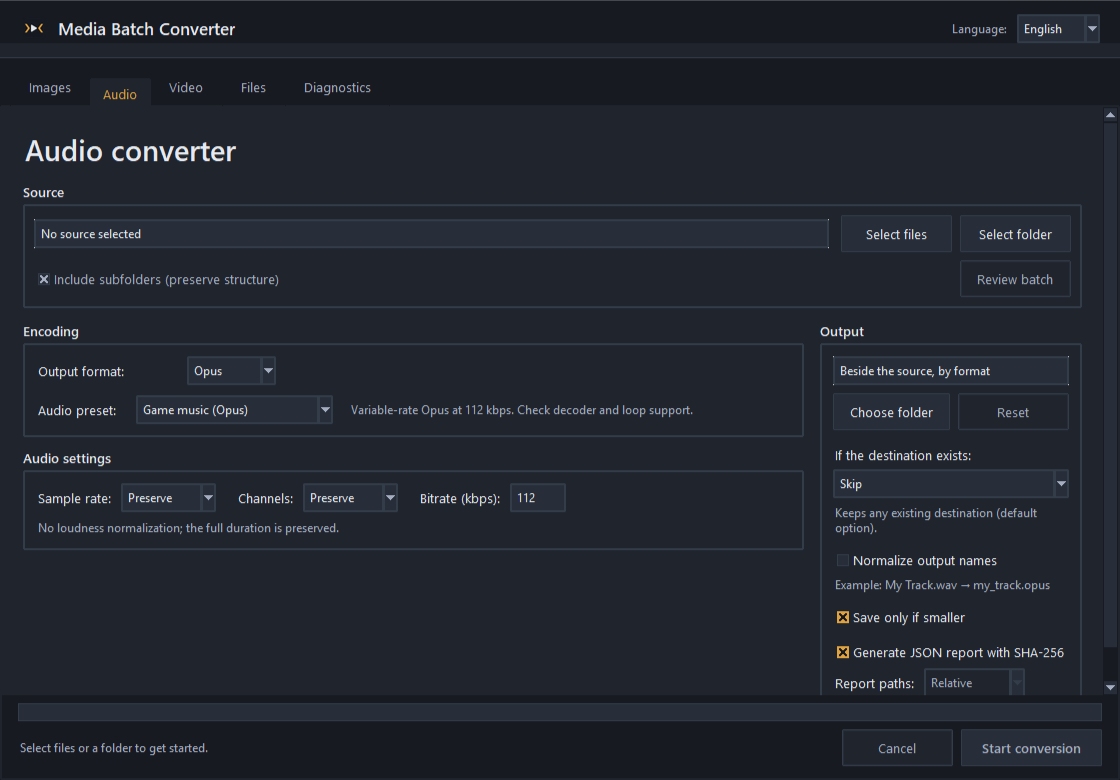 Media Batch Converter
Language: English
Images Audio Video Files Diagnostics
Audio converter
Source
No source selected Select files Select folder
Include subfolders (preserve structure) Review batch
Encoding
Output format: Opus
Audio preset: Game music (Opus) Variable-rate Opus at 112 kbps. Check decoder and loop support.
Audio settings
Sample rate: Preserve Channels: Preserve Bitrate (kbps): 112
No loudness normalization; the full duration is preserved.
Output
Beside the source, by format
Choose folder Reset
If the destination exists:
Skip
Keeps any existing destination (default
option).
Normalize output names
Example: My Track.wav → my_track.opus
Save only if smaller
Generate JSON report with SHA-256
Report paths: Relative
Select files or a folder to get started. Cancel Start conversion